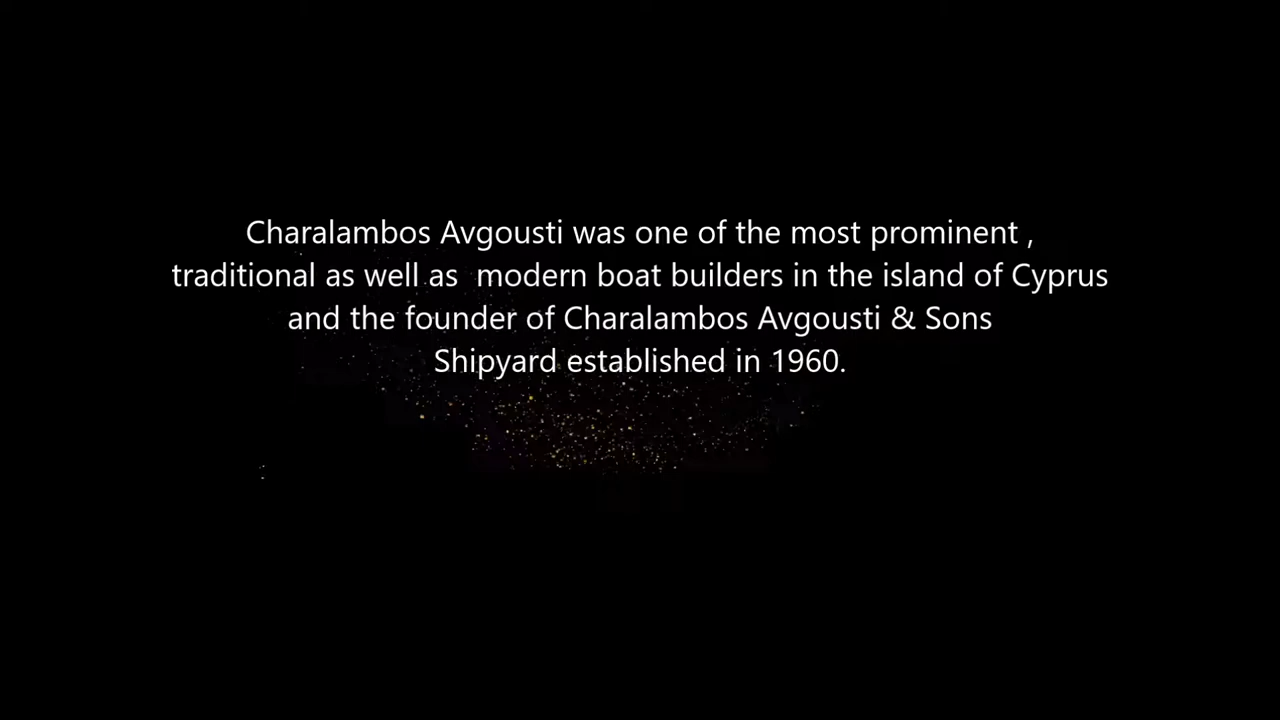 Charalambos Avgousti was one of the most prominent ,
traditional as well as  modern boat builders in the island of Cyprus
and the founder of Charalambos Avgousti & Sons
Shipyard established in 1960.